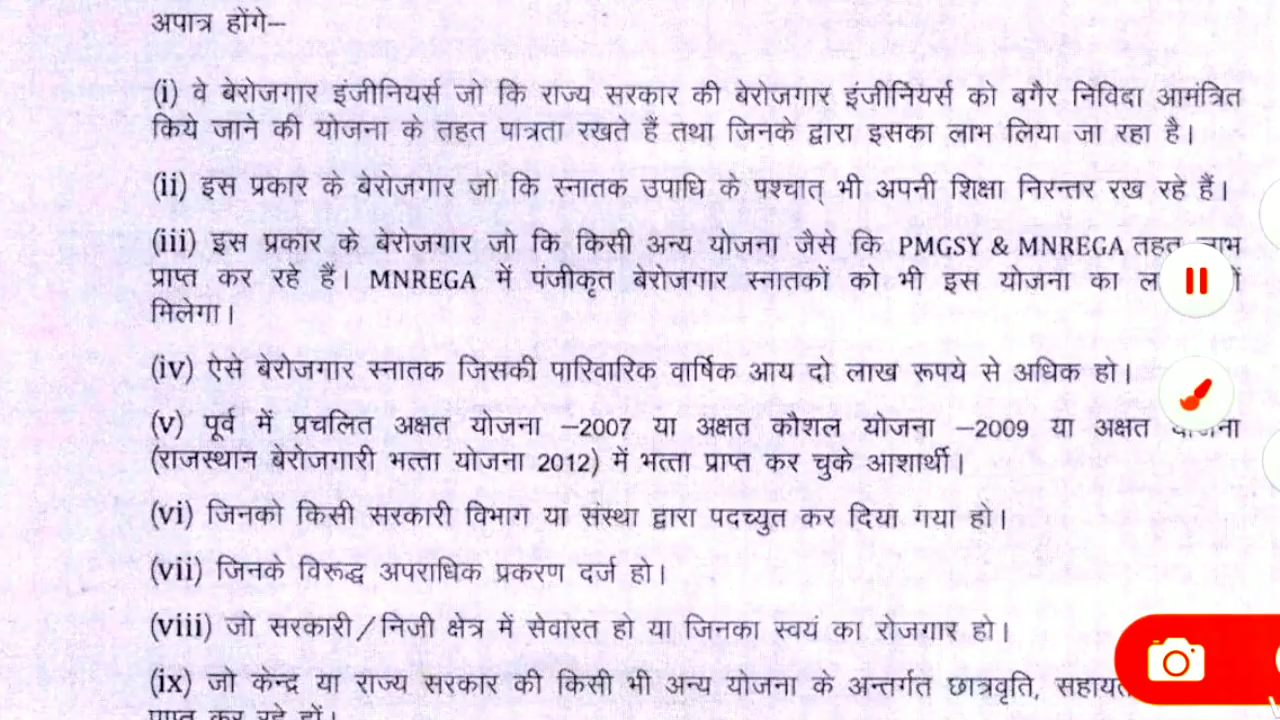 अपात्र होंगे–
(i) वे बेरोजगार इंजीनियर्स जो कि राज्य सरकार की बेरोजगार इंजीनियर्स को बगैर निविदा आमंत्रित
किये जाने की योजना के तहत पात्रता रखते हैं तथा जिनके द्वारा इसका लाभ लिया जा रहा है।
(ii) इस प्रकार के बेरोजगार जो कि स्नातक उपाधि के पश्चात् भी अपनी शिक्षा निरन्तर रख रहे हैं।
(iii) इस प्रकार के बेरोजगार जो कि किसी अन्य योजना जैसे कि PMGSY & MNREGA तहत
प्राप्त कर रहे हैं। MNREGA में पंजीकृत बेरोजगार स्नातकों को भी इस योजना का
मिलेगा।
(iv) ऐसे बेरोजगार स्नातक जिसकी पारिवारिक वार्षिक आय दो लाख रूपये से अधिक हो।
(v) पूर्व में प्रचलित अक्षत योजना –2007 या अक्षत कौशल योजना –2009 या अक्षत
(राजस्थान बेरोजगारी भत्ता योजना 2012) में भत्ता प्राप्त कर चुके आशार्थी।
(vi) जिनको किसी सरकारी विभाग या संस्था द्वारा पदच्युत कर दिया गया हो।
(vii) जिनके विरूद्ध अपराधिक प्रकरण दर्ज हो।
(viii) जो सरकारी/निजी क्षेत्र में सेवारत हो या जिनका स्वयं का रोजगार हो।
(ix) जो केन्द्र या राज्य सरकार की किसी भी अन्य योजना के अन्तर्गत छात्रवृति,